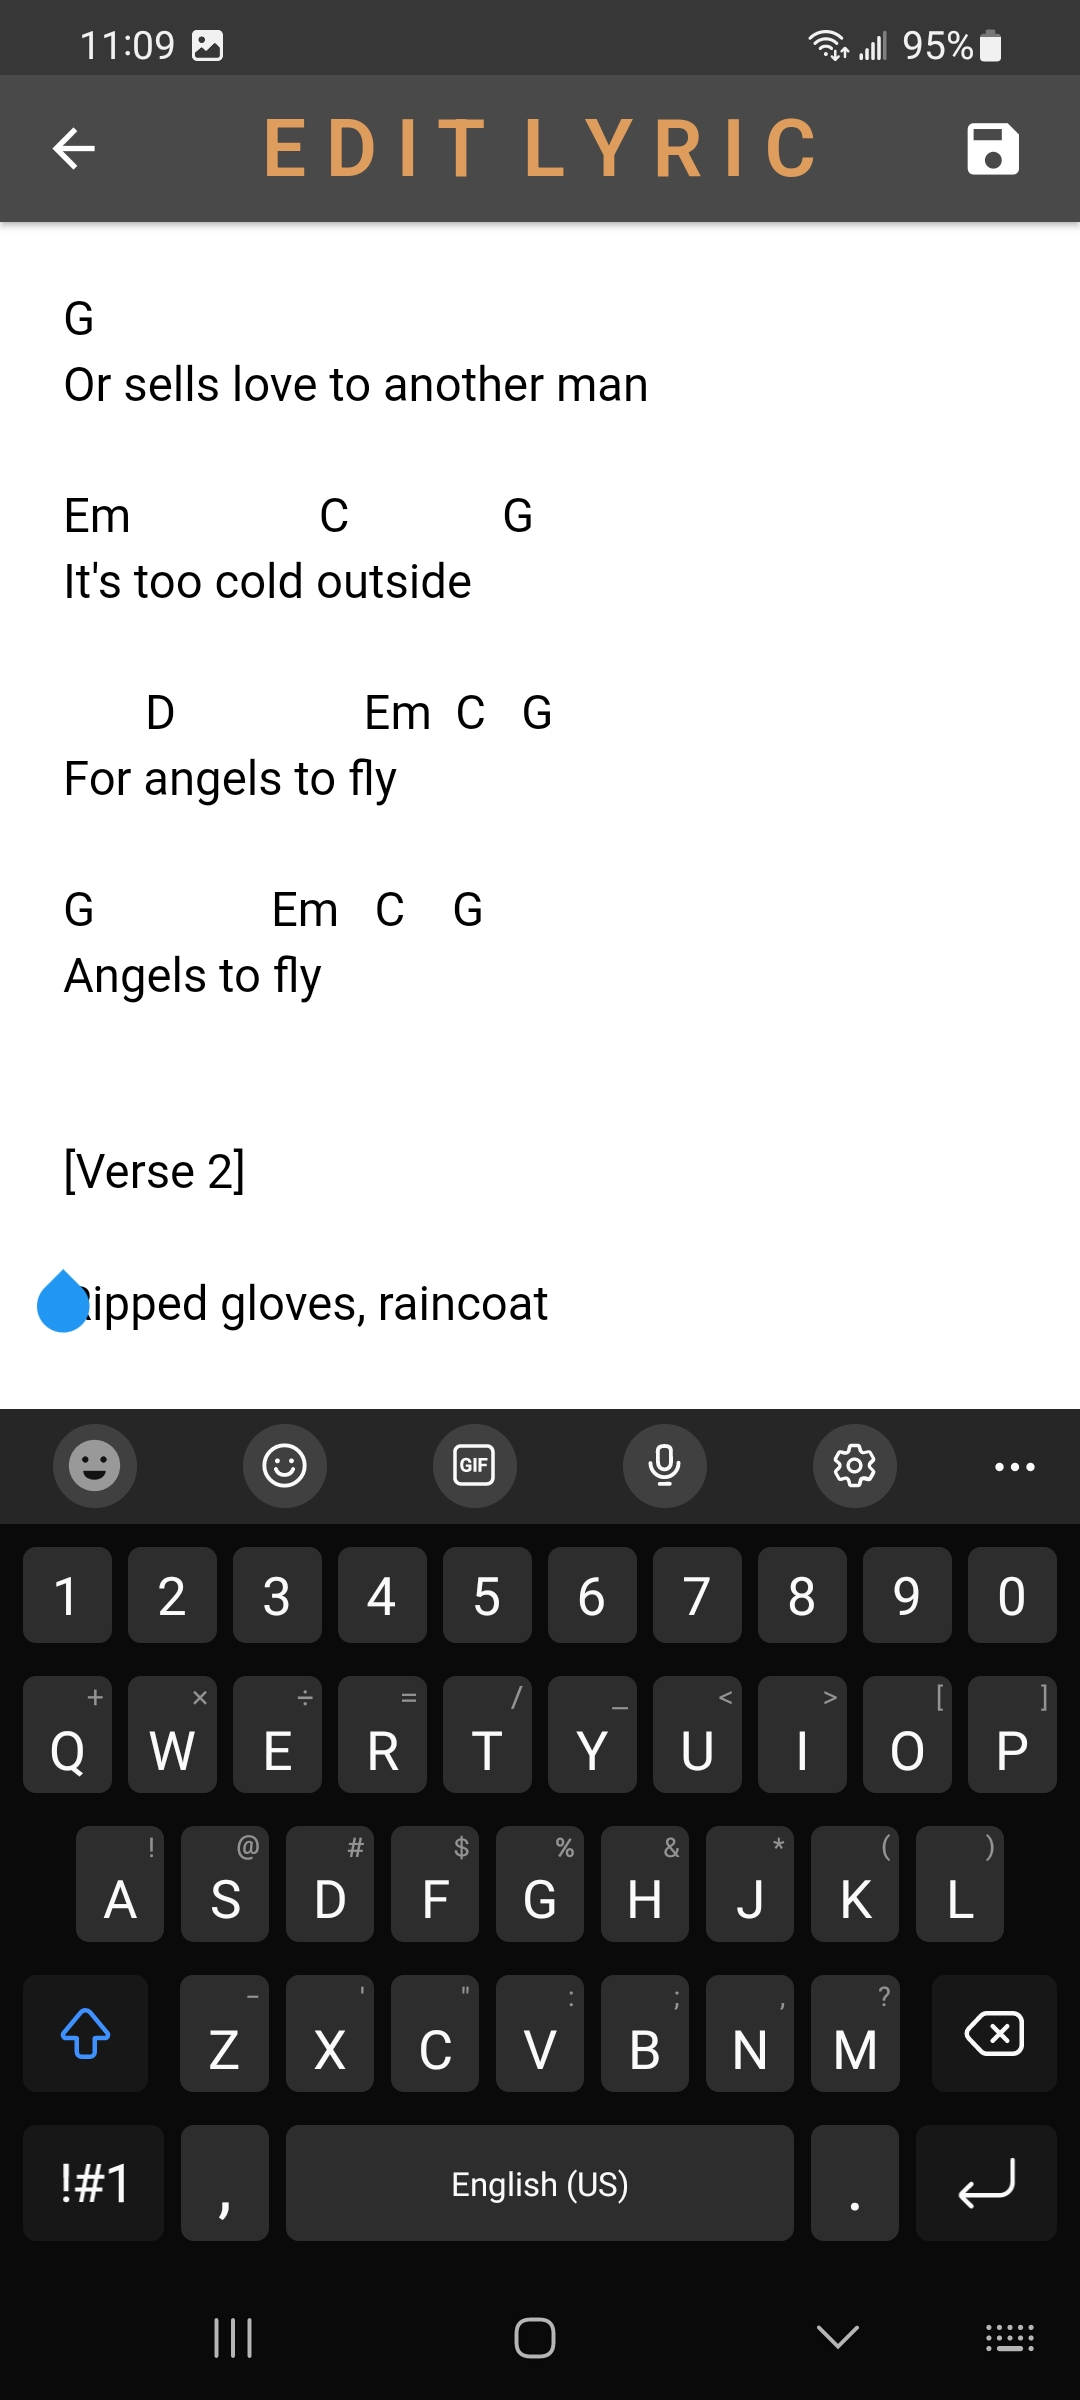 11:09 95%
EDIT LYRIC
G
Or sells love to another man
Em C G
It's too cold outside
D Em C G
For angels to fly
G Em C G
Angels to fly
[Verse 2]
gloves, raincoat
GIF
1 2 3 4 5 6 7 8 9 0
+ × ÷ = / _ < > [ ]
Q W E R T Y U I O P
! @ # $ % & * ( )
A S D F G H J K L
- ' " : ; , ?
Z X C V B N M
!#1 , English (US) .